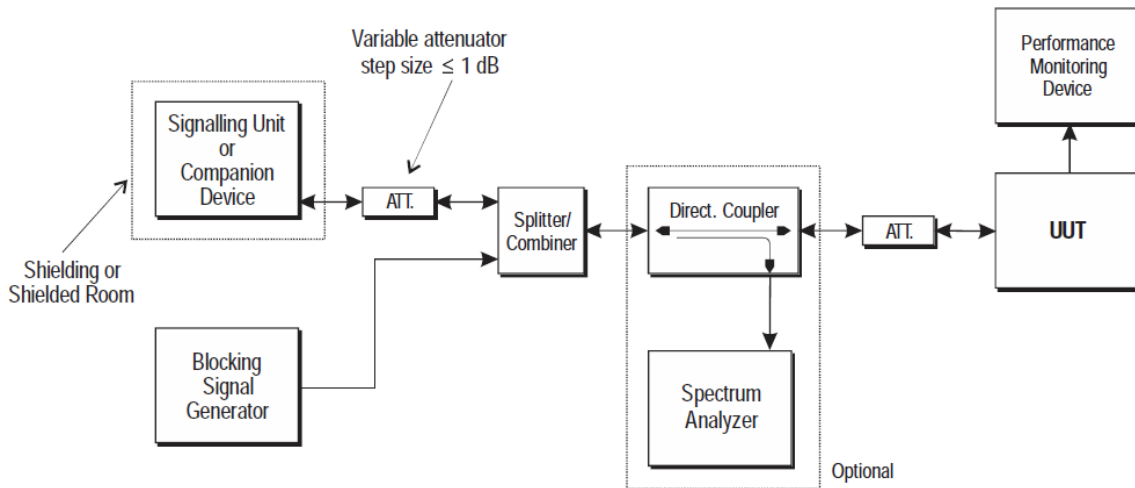 Variable attenuator
step size ≤ 1 dB
Performance
Monitoring
Device
Signalling Unit
or
Companion
Device
ATT.
Splitter/
Combiner
Direct. Coupler
ATT.
UUT
Shielding or
Shielded Room
Blocking
Signal
Generator
Spectrum
Analyzer
Optional